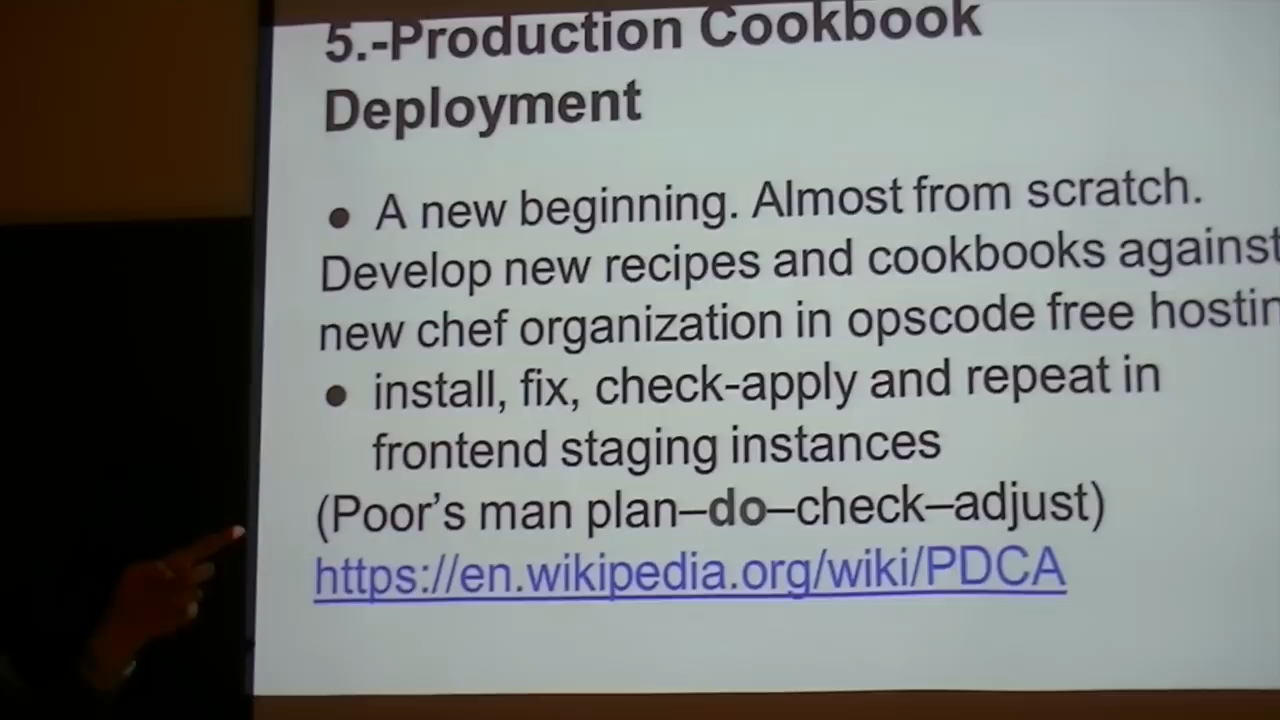 5.-Production Cookbook
Deployment
● A new beginning. Almost from scratch.
Develop new recipes and cookbooks against
new chef organization in opscode free hostin
● install, fix, check-apply and repeat in
frontend staging instances
(Poor's man plan–do–check–adjust)
https://en.wikipedia.org/wiki/PDCA